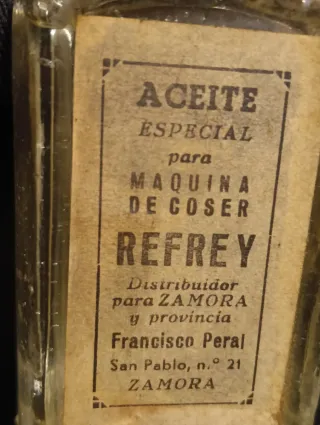 ACEITE
ESPECIAL
para
MAQUINA
DE COSER
REFREY
Distribuidor
para ZAMORA
y provincia
Francisco Peral
San Pablo, n.º 21
ZAMORA